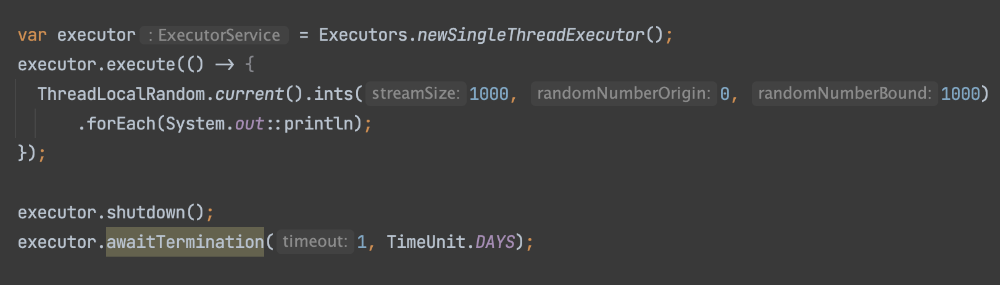 var executor : ExecutorService = Executors.newSingleThreadExecutor();
executor.execute(() -> {
ThreadLocalRandom.current().ints( streamSize: 1000, randomNumberOrigin: 0, randomNumberBound: 1000)
.forEach(System.out::println);
});
executor.shutdown();
executor.awaitTermination( timeout: 1, TimeUnit.DAYS);